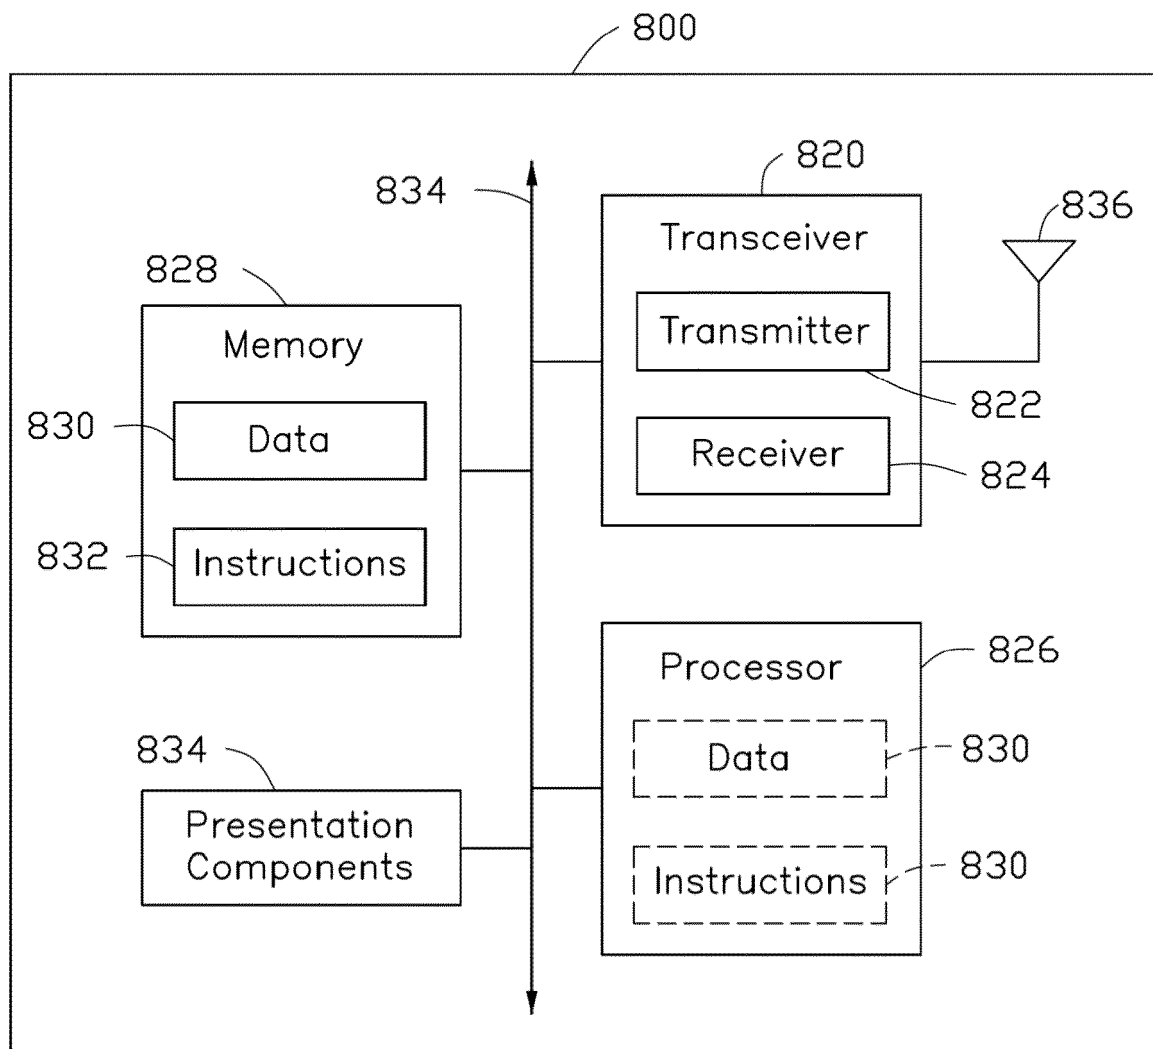 800
820
834
836
Transceiver
828
Transmitter
Memory
822
830
Data
Receiver
824
832
Instructions
826
Processor
834
Data
830
Presentation
Components
Instructions
830